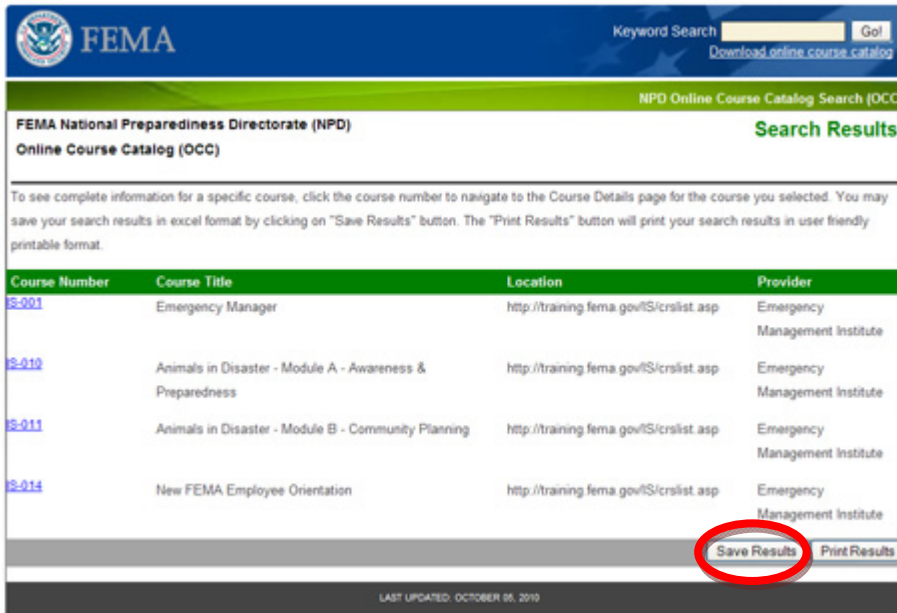 FEMA
Keyword Search
Go!
Download online course catalog
NPD Online Course Catalog Search (OCC
FEMA National Preparediness Directorate (NPD)
Online Course Catalog (OCC)
Search Results
To see complete information for a specific course, click the course number to navigate to the Course Details page for the course you selected. You may
save your search results in excel format by clicking on "Save Results" button. The "Print Results" button will print your search results in user friendly
printable format.
Course Number Course Title Location Provider
IS-001 Emergency Manager http://training.fema.gov/IS/crslist.asp Emergency
Management Institute
IS-010 Animals in Disaster - Module A - Awareness & http://training.fema.gov/IS/crslist.asp Emergency
Preparedness Management Institute
IS-011 Animals in Disaster - Module B - Community Planning http://training.fema.gov/IS/crslist.asp Emergency
Management Institute
IS-014 New FEMA Employee Orientation http://training.fema.gov/IS/crslist.asp Emergency
Management Institute
Save Results Print Results
LAST UPDATED: OCTOBER 05, 2010